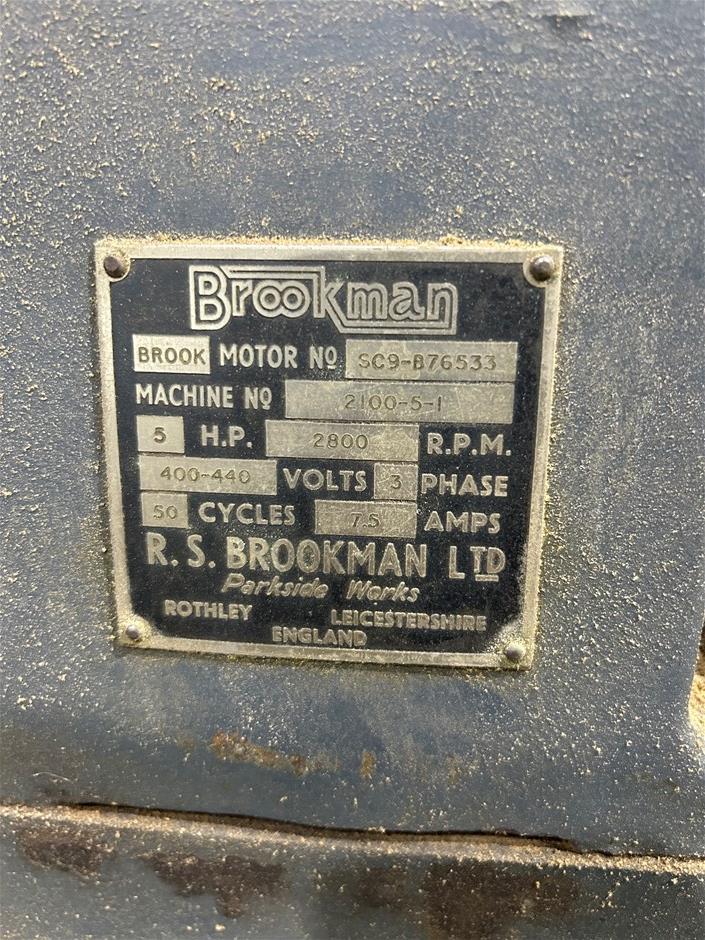 Brookman
BROOK MOTOR No SC9-B76533
MACHINE No 2100-5-1
5 H.P. 2800 R.P.M.
400-440 VOLTS 3 PHASE
50 CYCLES 7.5 AMPS
R. S. BROOKMAN LTD
Parkside Works
ROTHLEY LEICESTERSHIRE
ENGLAND